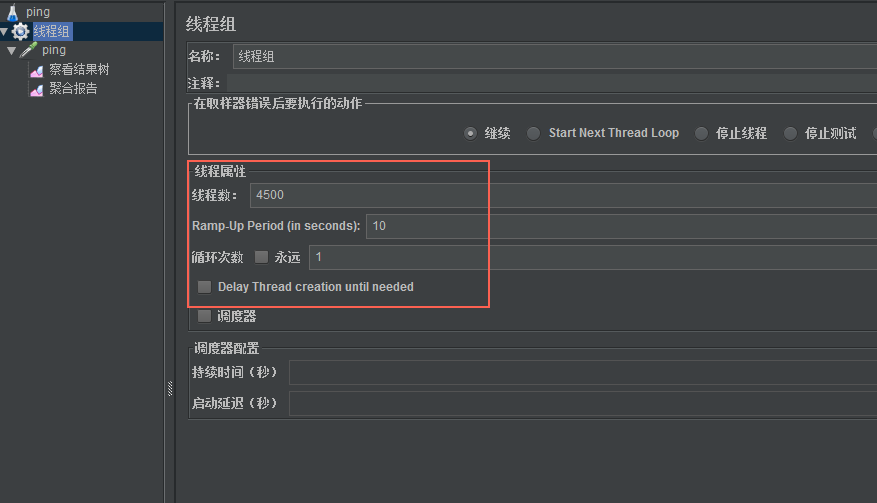 ping
线程组
ping
察看结果树
聚合报告
线程组
名称： 线程组
注释：
在取样器错误后要执行的动作
继续 Start Next Thread Loop 停止线程 停止测试
线程属性
线程数： 4500
Ramp-Up Period (in seconds): 10
循环次数 永远 1
Delay Thread creation until needed
调度器
调度器配置
持续时间（秒）
启动延迟（秒）